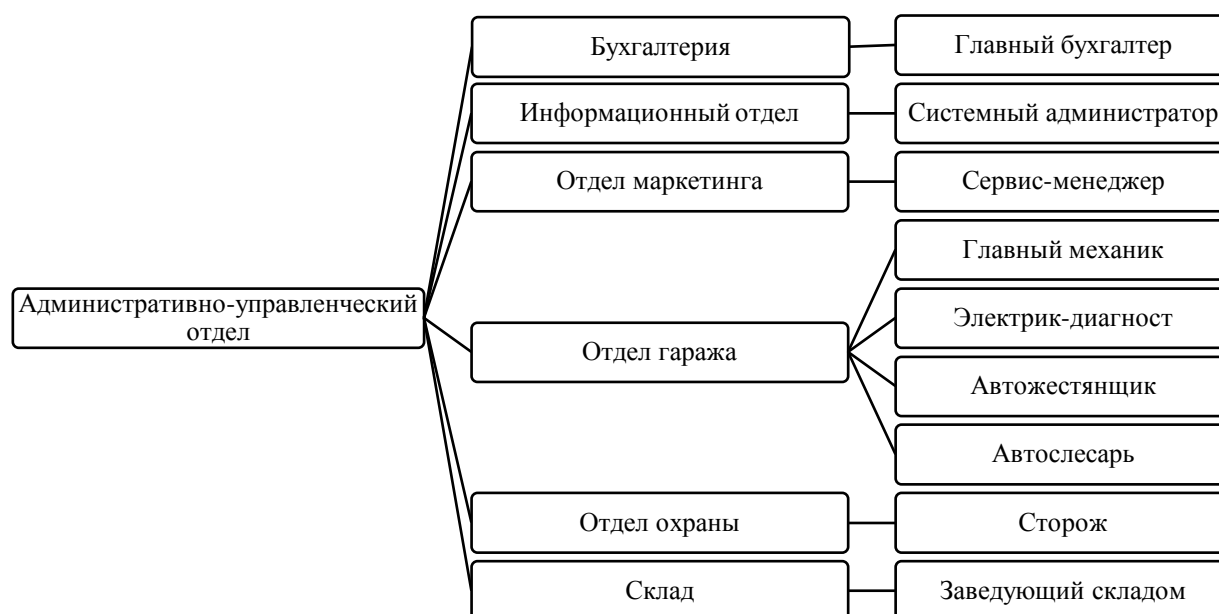 Бухгалтерия
Главный бухгалтер
Информационный отдел
Системный администратор
Отдел маркетинга
Сервис-менеджер
Главный механик
Административно-управленческий
отдел
Электрик-диагност
Отдел гаража
Автожестянщик
Автослесарь
Отдел охраны
Сторож
Склад
Заведующий складом